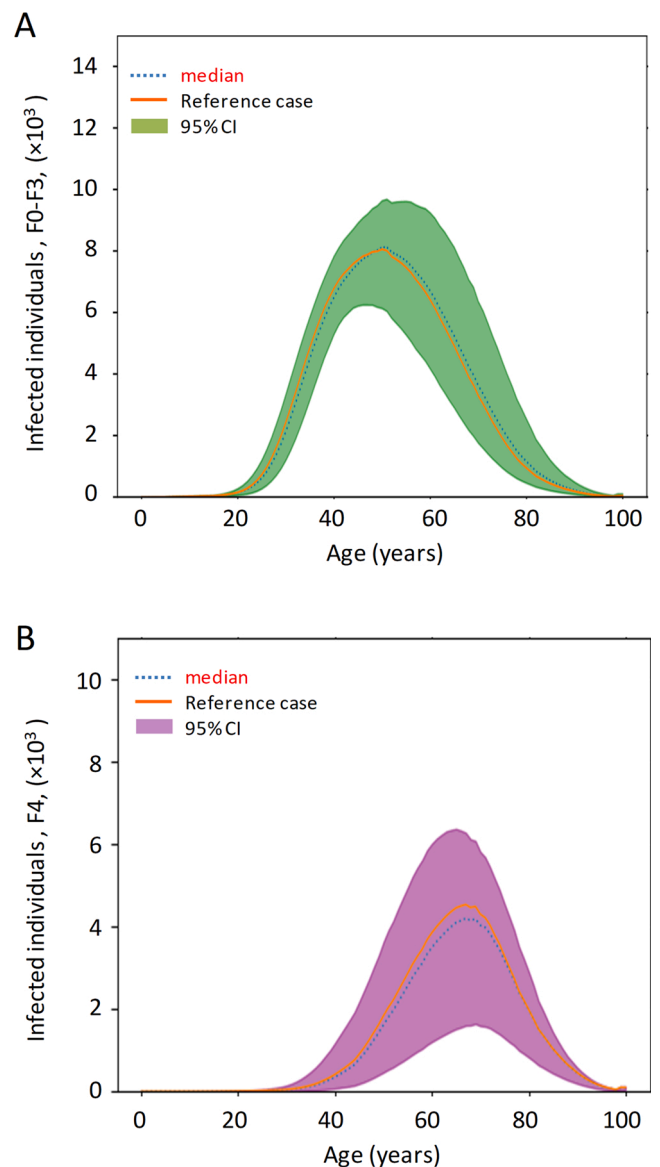 A
Infected individuals , F0-F3, (×10³ )
14
12
10
8
6
4
2
0
median
Reference case
95%CI
0 20 40 60 80 100
Age (years)
B
Infected individuals , F4, (×10³ )
10
8
6
4
2
0
median
Reference case
95%CI
0 20 40 60 80 100
Age (years)